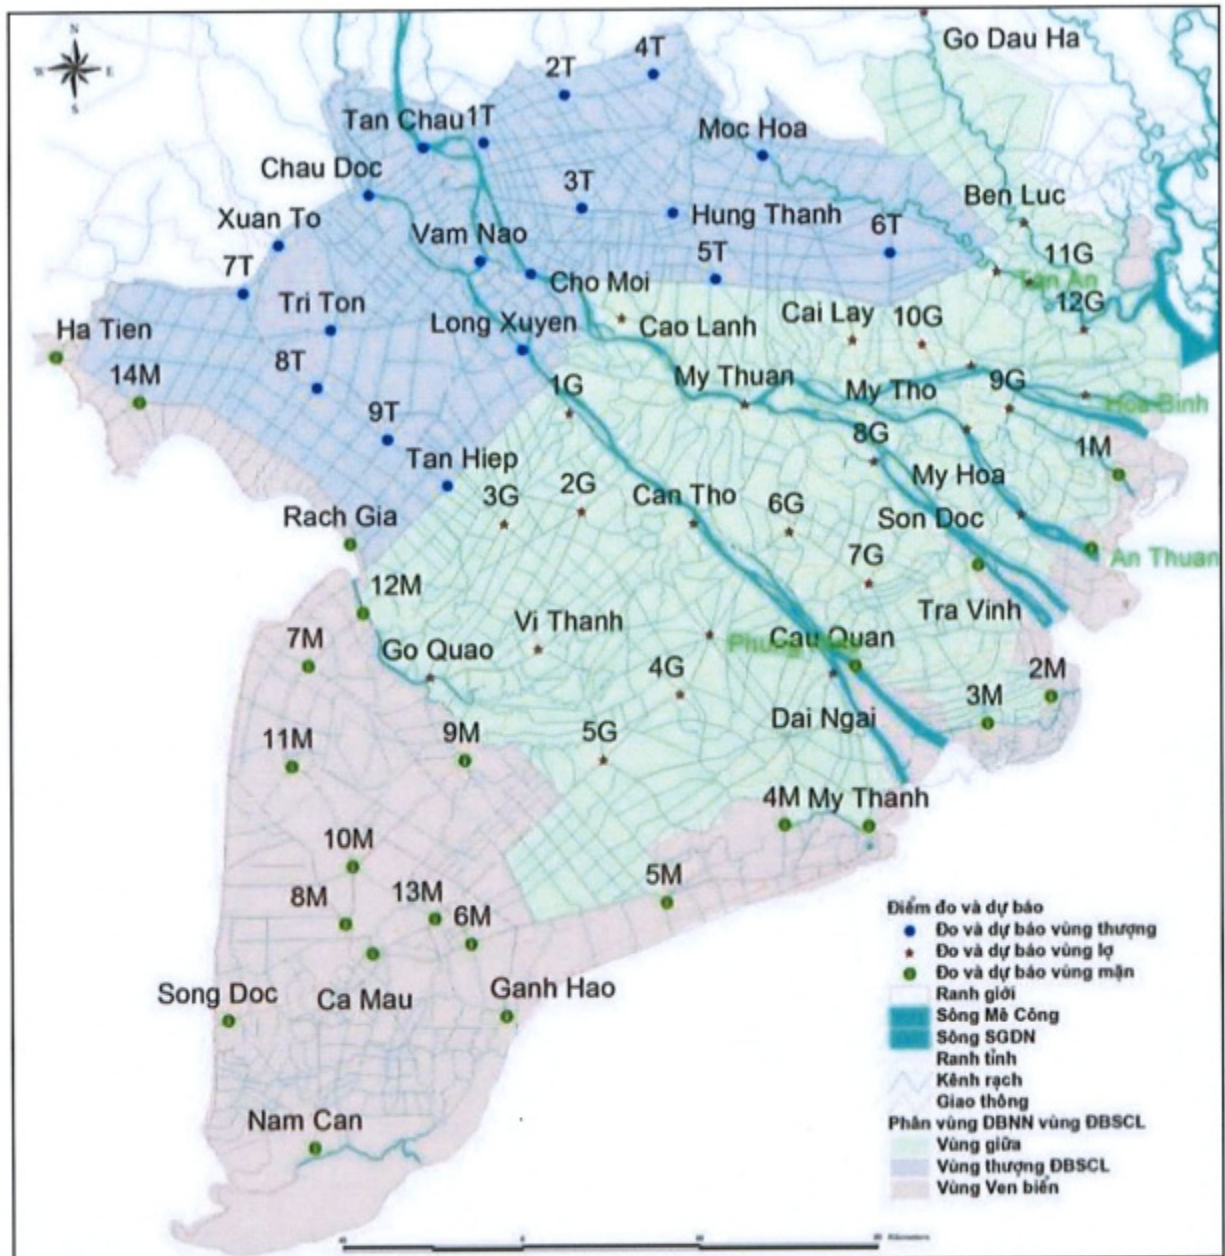 N
W E
S
Go Dau Ha
4T
2T
Tan Chau 1T
Moc Hoa
Chau Doc
3T
Ben Luc
Xuan To
Hung Thanh
Vam Nao
6T
11G
7T
5T
Tan An
Cho Moi
Tri Ton
12G
Ha Tien
Long Xuyen
Cao Lanh
Cai Lay
10G
8T
14M
1G
My Thuan
My Tho
9G
Hoa Binh
9T
8G
1M
Tan Hiep
My Hoa
3G
2G
Can Tho
6G
Son Doc
Rach Gia
7G
An Thuan
12M
Tra Vinh
7M
Vi Thanh
Go Quao
Cau Quan
4G
2M
3M
Dai Ngai
11M
9M
5G
4M My Thanh
10M
5M
8M
13M
6M
Song Doc
Ca Mau
Ganh Hao
Nam Can
Điểm đo và dự báo
Đo và dự báo vùng thượng
Đo và dự báo vùng lợ
Đo và dự báo vùng mặn
Ranh giới
Sông Mê Công
Sông SGDN
Ranh tỉnh
Kênh rạch
Giao thông
Phân vùng DBNN vùng ĐBSCL
Vùng giữa
Vùng thượng ĐBSCL
Vùng Ven biển
Kilometers